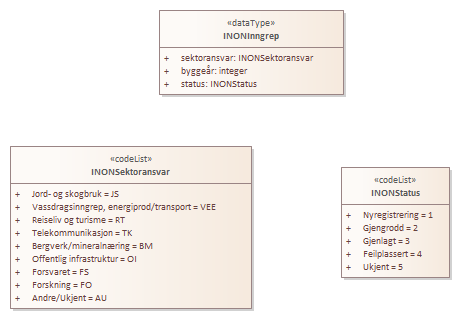 «dataType»
INONInngrep
+ sektoransvar: INONSektoransvar
+ byggeår: integer
+ status: INONStatus
«codeList»
INONSektoransvar
+ Jord- og skogbruk = JS
+ Vassdragsinngrep, energiprod/transport = VEE
+ Reiseliv og turisme = RT
+ Telekommunikasjon = TK
+ Bergverk/mineralnæring = BM
+ Offentlig infrastruktur = OI
+ Forsvaret = FS
+ Forskning = FO
+ Andre/Ukjent = AU
«codeList»
INONStatus
+ Nyregistrering = 1
+ Gjengrodd = 2
+ Gjenlagt = 3
+ Feilplassert = 4
+ Ukjent = 5